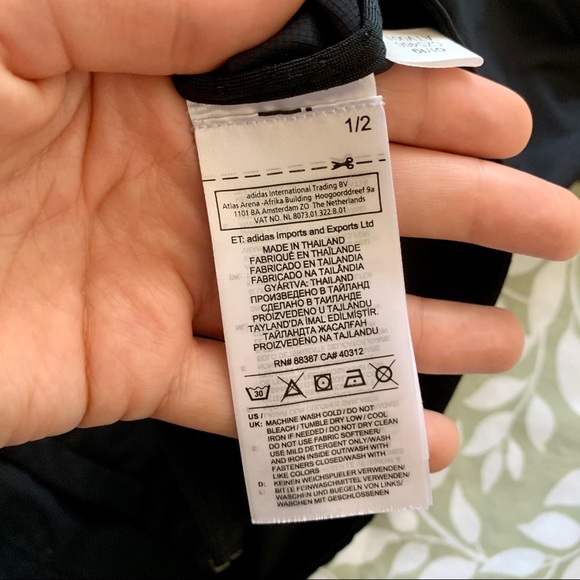 1/2
adidas International Trading BV
Atlas Arena -Afrika Building Hoogoorddreef 9a
1101 BA Amsterdam ZO The Netherlands
VAT NO. NL 8073.01.322.B.01
ET: adidas Imports and Exports Ltd
MADE IN THAILAND
FABRIQUÉ EN THAÏLANDE
FABRICADO EN TAILANDIA
FABRICADO NA TAILÂNDIA
GYÁRTVA: THAILAND
ПРОИЗВЕДЕНО В ТАЙЛАНД
СДЕЛАНО В ТАИЛАНДЕ
PROIZVEDENO U TAJLANDU
TAYLAND'DA İMAL EDİLMİŞTİR.
ТАЙЛАНДТА ЖАСАЛҒАН
PROIZVEDENO NA TAJLANDU
RN# 88387 CA# 40312
30
US / UK: MACHINE WASH COLD / DO NOT
BLEACH / TUMBLE DRY LOW / COOL
IRON IF NEEDED / DO NOT DRY CLEAN
DO NOT USE FABRIC SOFTENER/
USE MILD DETERGENT ONLY/WASH
AND IRON INSIDE OUT/WASH WITH
FASTENERS CLOSED/WASH WITH
LIKE COLORS
D: KEINEN WEICHSPUELER VERWENDEN/
BITTE FEINWASCHMITTEL VERWENDEN/
WASCHEN UND BUEGELN VON LINKS/
WASCHEN MIT GESCHLOSSENEN